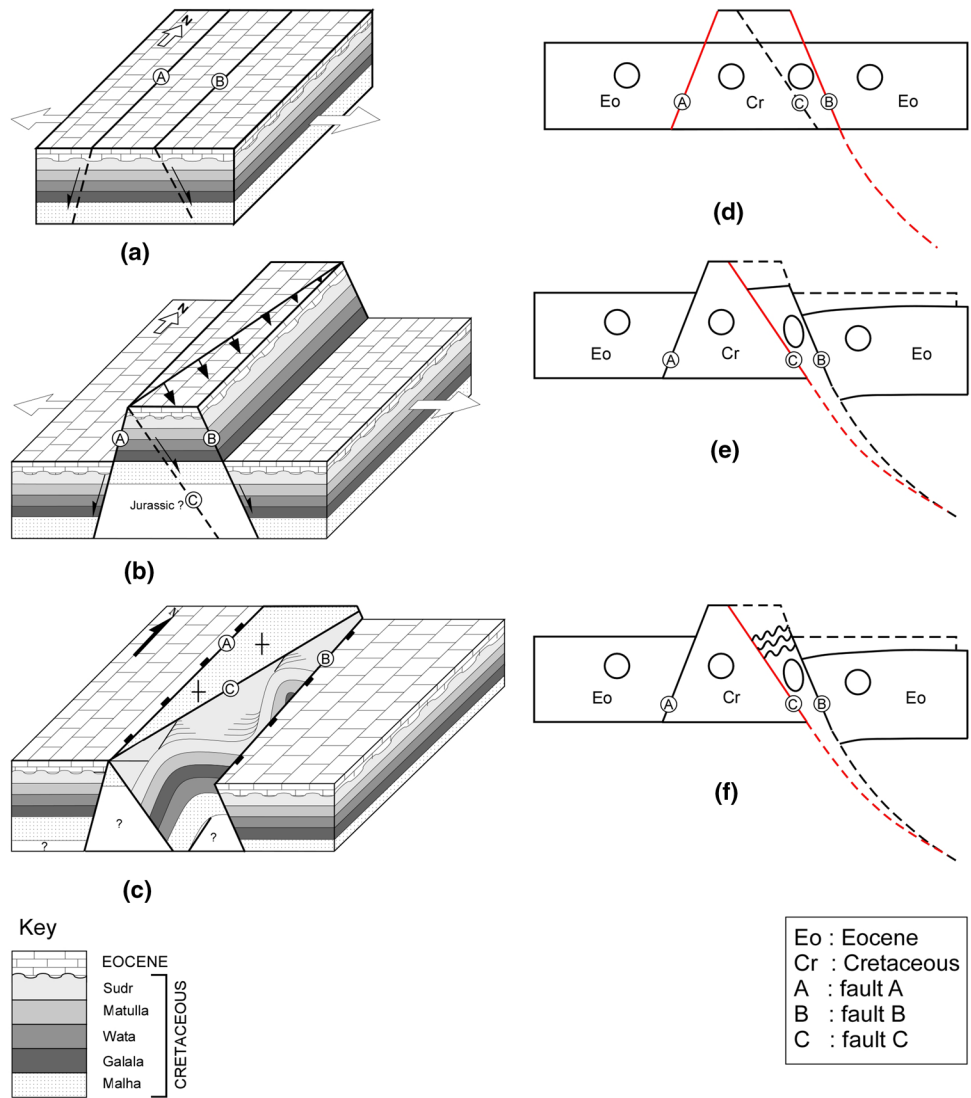 N
A
B
(a)
N
A
B
C
Jurassic ?
(b)
N
A
B
C
?
?
?
(c)
Key
EOCENE
Sudr
Matulla
Wata
Galala
Malha
CRETACEOUS
Eo
A
Cr
C
B
Eo
(d)
Eo
A
Cr
C
B
Eo
(e)
Eo
A
Cr
C
B
Eo
(f)
Eo : Eocene
Cr : Cretaceous
A : fault A
B : fault B
C : fault C